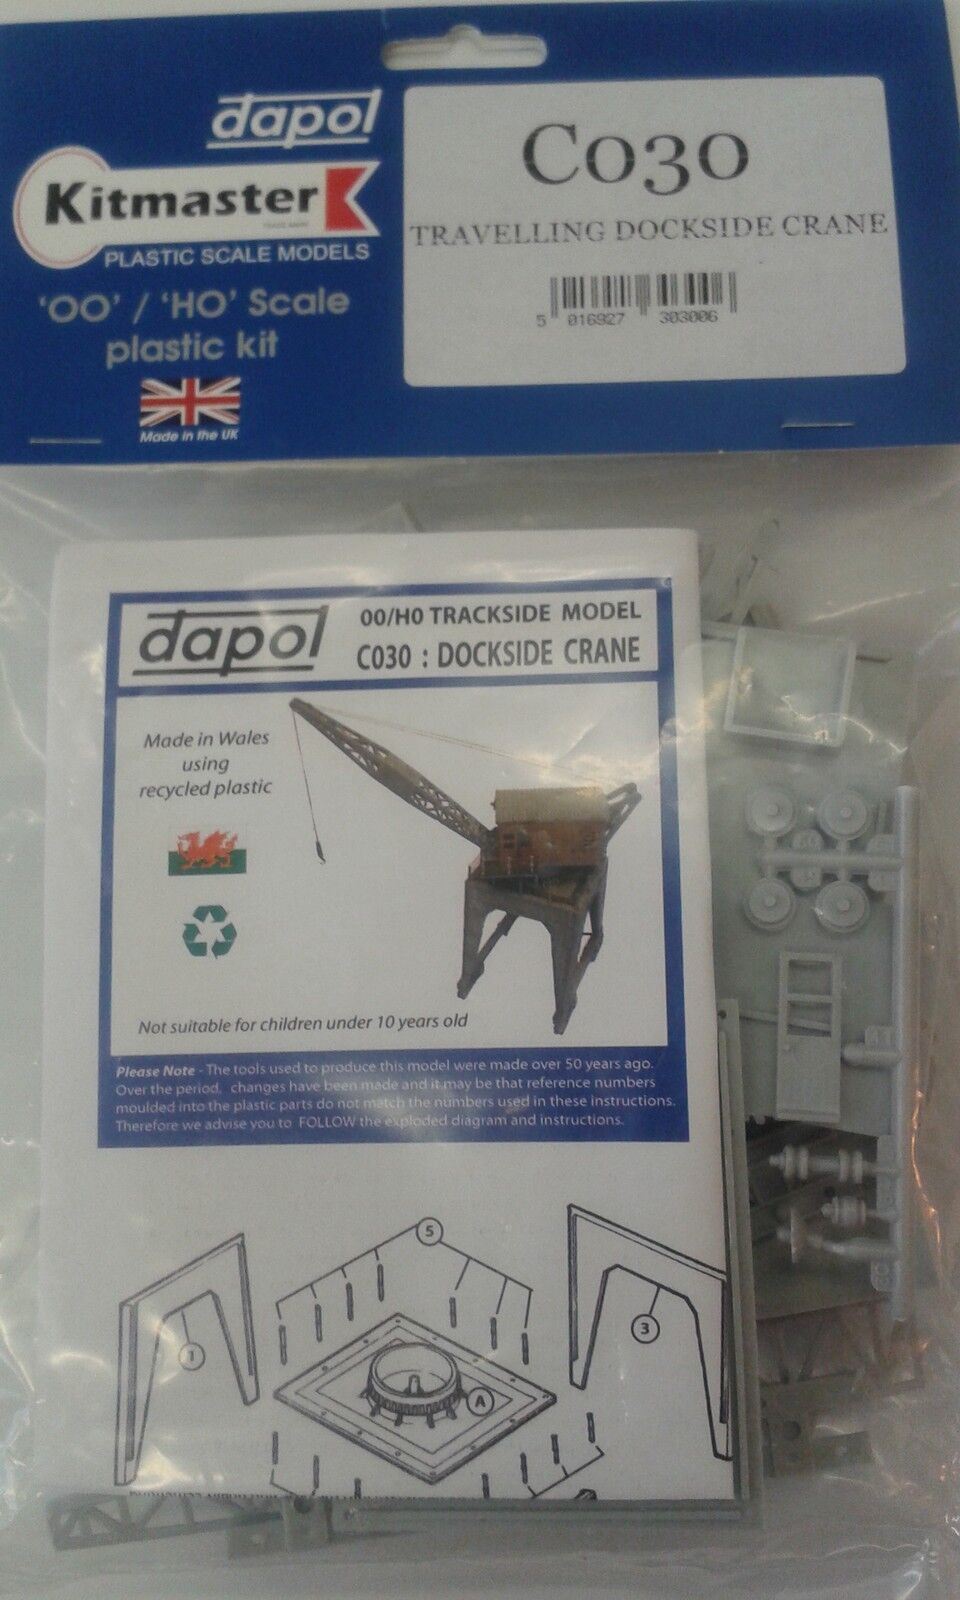 dapol
Kitmaster
PLASTIC SCALE MODELS
'OO' / 'HO' Scale
plastic kit
Made in the UK
C030
TRAVELLING DOCKSIDE CRANE
5 016927 303006
dapol
00/H0 TRACKSIDE MODEL
C030 : DOCKSIDE CRANE
Made in Wales
using
recycled plastic
Not suitable for children under 10 years old
Please Note - The tools used to produce this model were made over 50 years ago.
Over the period, changes have been made and it may be that reference numbers
moulded into the plastic parts do not match the numbers used in these instructions.
Therefore we advise you to FOLLOW the exploded diagram and instructions.
5
1
3
A